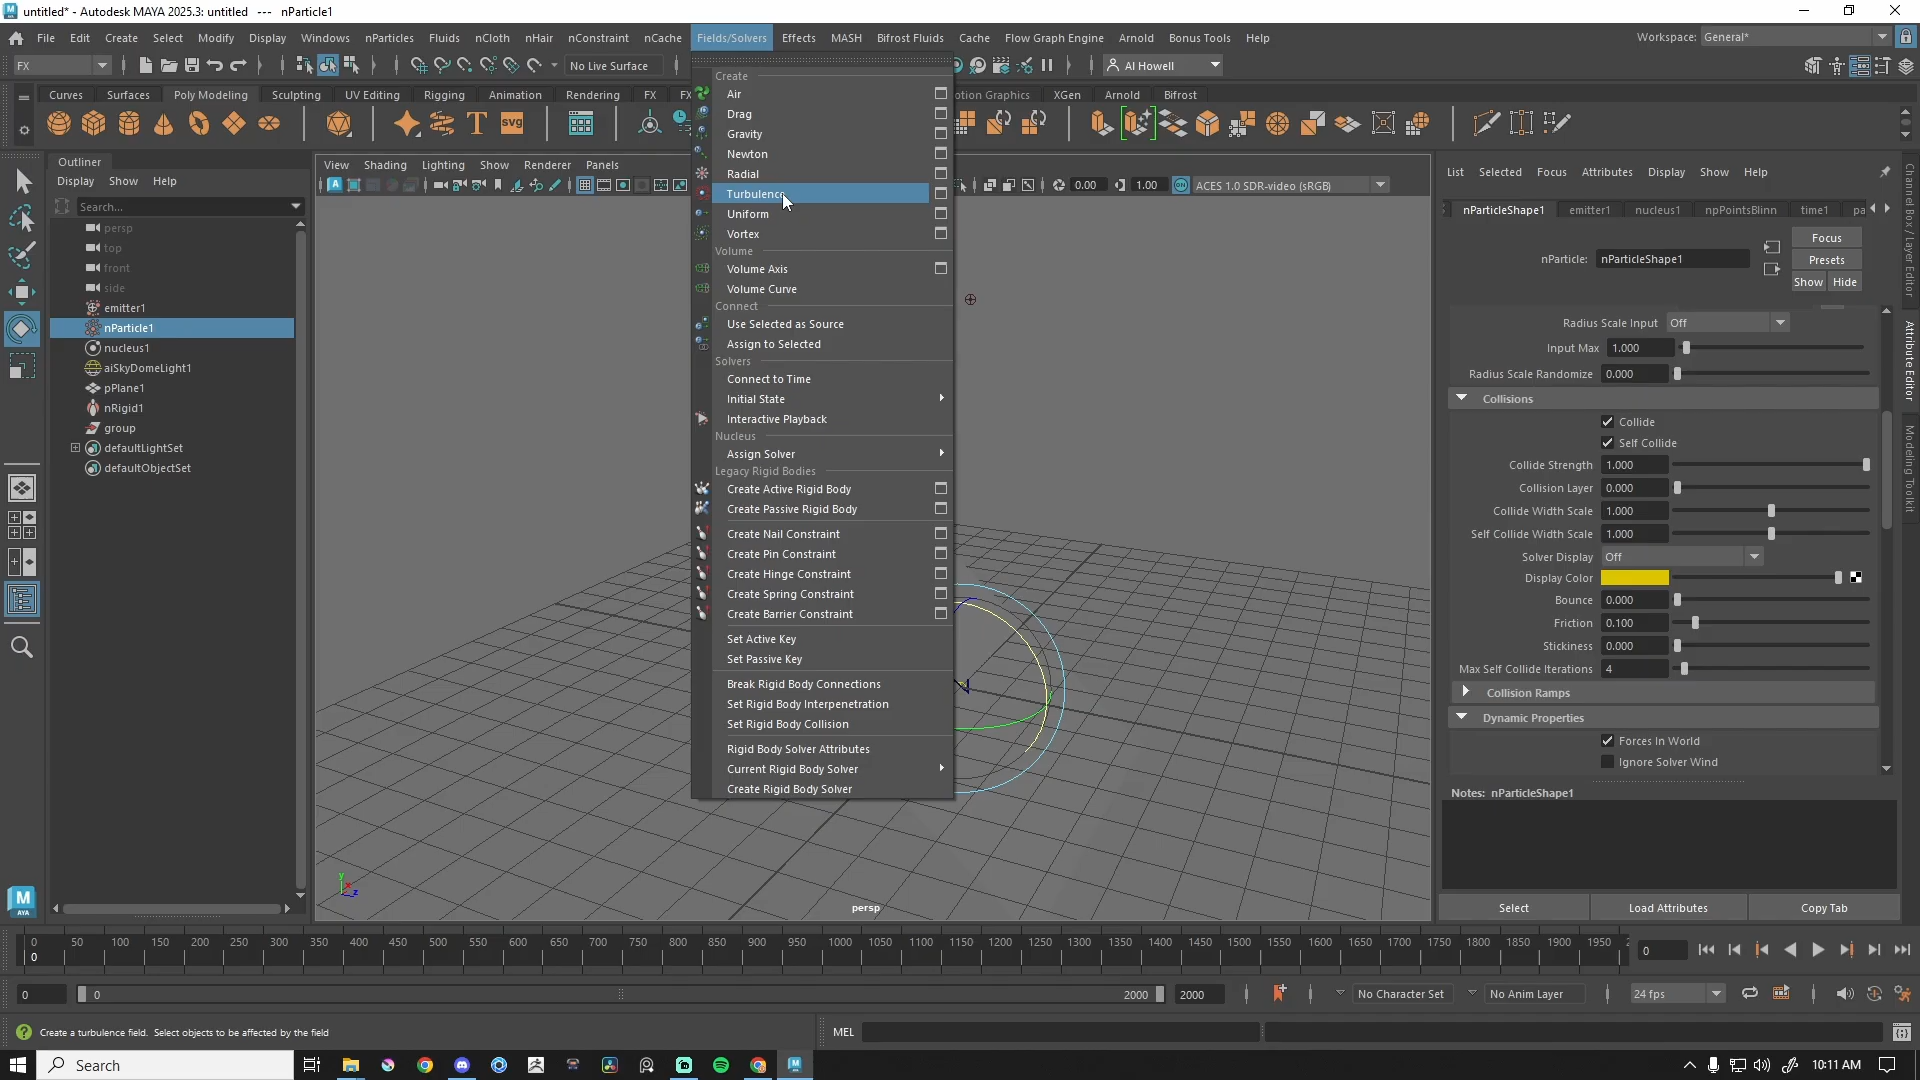 untitled* - Autodesk MAYA 2025.3: untitled --- nParticle1
File Edit Create Select Modify Display Windows nParticles Fluids nCloth nHair nConstraint nCache Fields/Solvers Effects MASH Bifrost Fluids Cache Flow Graph Engine Arnold Bonus Tools Help
Workspace: General*
FX
No Live Surface
Al Howell
Curves Surfaces Poly Modeling Sculpting UV Editing Rigging Animation Rendering FX FX
otion Graphics XGen Arnold Bifrost
svg
Outliner
Display Show Help
Search...
persp
top
front
side
emitter1
nParticle1
nucleus1
aiSkyDomeLight1
pPlane1
nRigid1
group
defaultLightSet
defaultObjectSet
View Shading Lighting Show Renderer Panels
0.00
1.00
ACES 1.0 SDR-video (sRGB)
Create
Air
Drag
Gravity
Newton
Radial
Turbulence
Uniform
Vortex
Volume
Volume Axis
Volume Curve
Connect
Use Selected as Source
Assign to Selected
Solvers
Connect to Time
Initial State
Interactive Playback
Nucleus
Assign Solver
Legacy Rigid Bodies
Create Active Rigid Body
Create Passive Rigid Body
Create Nail Constraint
Create Pin Constraint
Create Hinge Constraint
Create Spring Constraint
Create Barrier Constraint
Set Active Key
Set Passive Key
Break Rigid Body Connections
Set Rigid Body Interpenetration
Set Rigid Body Collision
Rigid Body Solver Attributes
Current Rigid Body Solver
Create Rigid Body Solver
y
x
z
persp
List Selected Focus Attributes Display Show Help
nParticleShape1 emitter1 nucleus1 npPointsBlinn time1 pa
nParticle: nParticleShape1
Focus
Presets
Show Hide
Radius Scale Input Off
Input Max 1.000
Radius Scale Randomize 0.000
Collisions
Collide
Self Collide
Collide Strength 1.000
Collision Layer 0.000
Collide Width Scale 1.000
Self Collide Width Scale 1.000
Solver Display Off
Display Color
Bounce 0.000
Friction 0.100
Stickiness 0.000
Max Self Collide Iterations 4
Collision Ramps
Dynamic Properties
Forces In World
Ignore Solver Wind
Notes: nParticleShape1
Select Load Attributes Copy Tab
Channel Box / Layer Editor
Attribute Editor
Modeling Toolkit
M
AYA
0 50 100 150 200 250 300 350 400 450 500 550 600 650 700 750 800 850 900 950 1000 1050 1100 1150 1200 1250 1300 1350 1400 1450 1500 1550 1600 1650 1700 1750 1800 1850 1900 1950 2
0
0
0 0 2000 2000
No Character Set
No Anim Layer
24 fps
Create a turbulence field. Select objects to be affected by the field
MEL
Search
10:11 AM